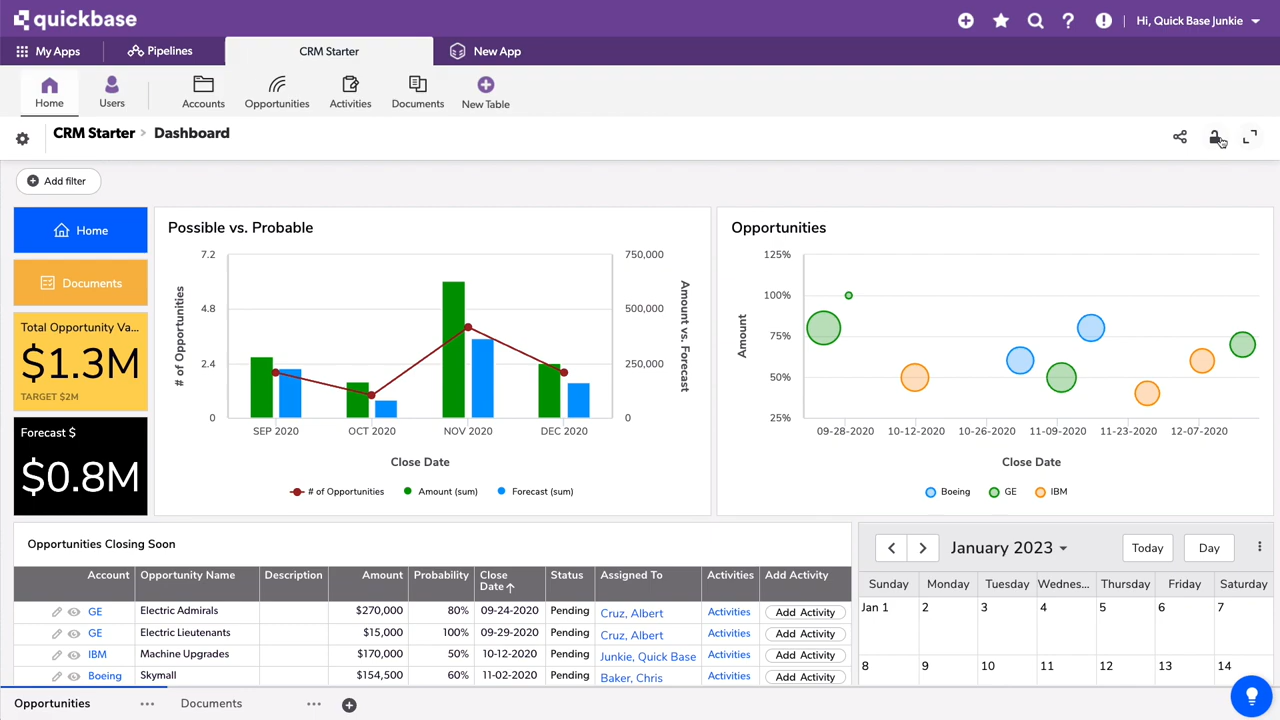 quickbase
Hi, Quick Base Junkie
My Apps
Pipelines
CRM Starter
New App
Home
Users
Accounts
Opportunities
Activities
Documents
New Table
CRM Starter > Dashboard
Add filter
Home
Documents
Total Opportunity Va...
$1.3M
TARGET $2M
Forecast $
$0.8M
Possible vs. Probable
# of Opportunities
7.2
4.8
2.4
0
750,000
500,000
250,000
0
Amount vs. Forecast
SEP 2020 OCT 2020 NOV 2020 DEC 2020
Close Date
# of Opportunities Amount (sum) Forecast (sum)
Opportunities
Amount
125%
100%
75%
50%
25%
09-28-2020 10-12-2020 10-26-2020 11-09-2020 11-23-2020 12-07-2020
Close Date
Boeing GE IBM
Opportunities Closing Soon
Account Opportunity Name Description Amount Probability Close Date Status Assigned To Activities Add Activity
GE Electric Admirals $270,000 80% 09-24-2020 Pending Cruz, Albert Activities Add Activity
GE Electric Lieutenants $15,000 100% 09-29-2020 Pending Cruz, Albert Activities Add Activity
IBM Machine Upgrades $170,000 50% 10-12-2020 Pending Junkie, Quick Base Activities Add Activity
Boeing Skymall $154,500 60% 11-02-2020 Pending Baker, Chris Activities Add Activity
January 2023
Today
Day
Sunday Monday Tuesday Wednes... Thursday Friday Saturday
Jan 1 2 3 4 5 6 7
8 9 10 11 12 13 14
Opportunities
Documents